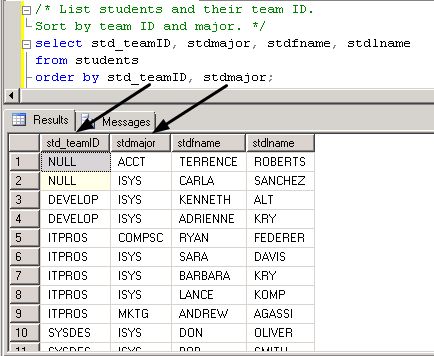 /* List students and their team ID.
Sort by team ID and major. */
select std_teamID, stdmajor, stdfname, stdlname
from students
order by std_teamID, stdmajor;
Results Messages
std_teamID stdmajor stdfname stdlname
1 NULL ACCT TERRENCE ROBERTS
2 NULL ISYS CARLA SANCHEZ
3 DEVELOP ISYS KENNETH ALT
4 DEVELOP ISYS ADRIENNE KRY
5 ITPROS COMPSC RYAN FEDERER
6 ITPROS ISYS SARA DAVIS
7 ITPROS ISYS BARBARA KRY
8 ITPROS ISYS LANCE KOMP
9 ITPROS MKTG ANDREW AGASSI
10 SYSDES ISYS DON OLIVER